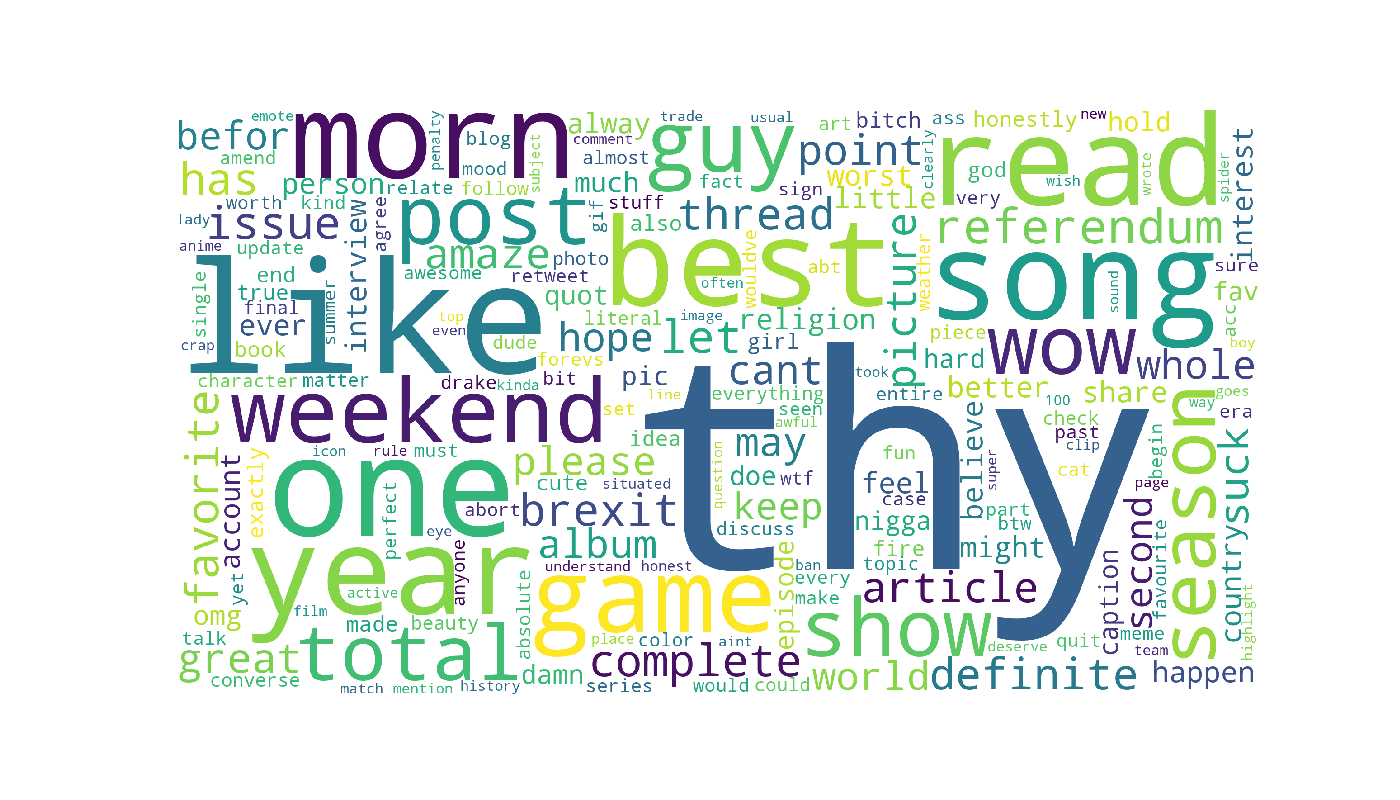 emote
morn
penalty
blog
subject
alway
comment
trade
usual
guy
art
bitch
ass
honestly
new
hold
befor
amend
mood
almost
point
clearly
read
interest
has
person
relate
follow
much
fact
sign
worst
god
wish
wrote
spider
worth
kind
agree
post
gif
stuff
little
very
lady
issue
interview
also
thread
picture
referendum
anime
update
amaze
photo
best
wouldve
abt
weather
song
sure
single
end
true
final
ever
summer
like
awesome
retweet
quot
often
sound
fav
acc
top
even
literal
image
religion
crap
book
dude
hope
let
girl
piece
wow
boy
forevs
hard
whole
character
matter
drake
kinda
bit
pic
cant
took
favorite
weekend
set
line
everything
thy
entire
better
share
season
way
goes
seen
awful
100
check
era
idea
believe
past
icon
rule
must
please
question
may
fun
super
clip
begin
countrysuck
account
exactly
one
cute
situated
doe
wtf
feel
cat
page
perfect
abort
brexit
keep
case
part
second
eye
discuss
nigga
btw
favourite
year
anyone
album
episode
fire
might
caption
yet
absolute
understand
honest
ban
topic
active
game
every
article
highlight
omg
film
make
talk
made
beauty
place
color
aint
show
deserve
quit
meme
team
great
total
complete
converse
damn
world
definite
happen
match
mention
history
series
would
could